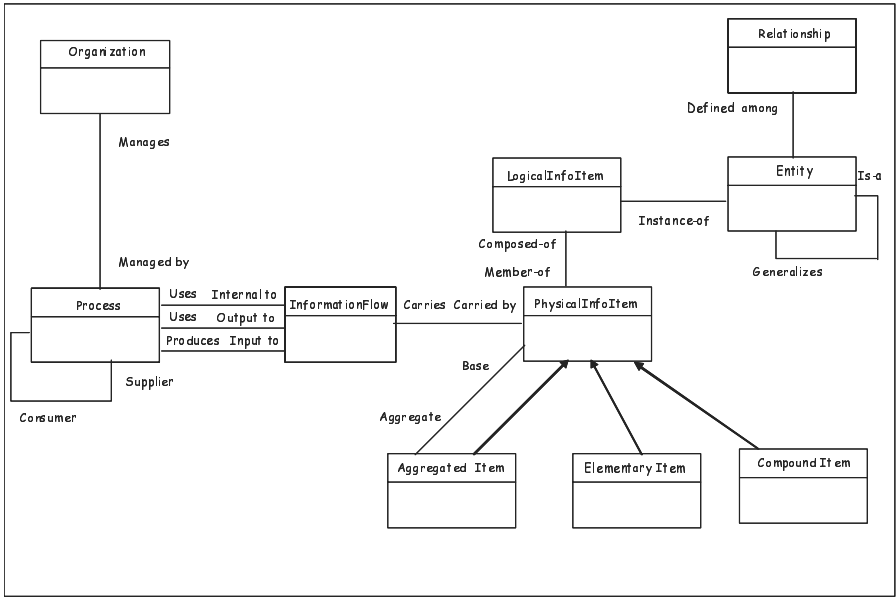 Organization
Relationship
Manages
Defined among
LogicalInfoItem
Entity
Is-a
Instance-of
Composed-of
Managed by
Member-of
Generalizes
Process
Uses Internal to
InformationFlow
Carries Carried by
PhysicalInfoItem
Uses Output to
Produces Input to
Base
Supplier
Consumer
Aggregate
Aggregated Item
Elementary Item
Compound Item